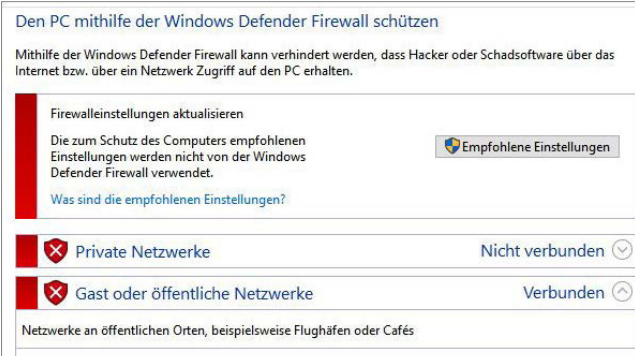 Den PC mithilfe der Windows Defender Firewall schützen
Mithilfe der Windows Defender Firewall kann verhindert werden, dass Hacker oder Schadsoftware über das
Internet bzw. über ein Netzwerk Zugriff auf den PC erhalten.
Firewalleinstellungen aktualisieren
Die zum Schutz des Computers empfohlenen
Einstellungen werden nicht von der Windows
Defender Firewall verwendet.
Empfohlene Einstellungen
Was sind die empfohlenen Einstellungen?
Private Netzwerke Nicht verbunden
Gast oder öffentliche Netzwerke Verbunden
Netzwerke an öffentlichen Orten, beispielsweise Flughäfen oder Cafés